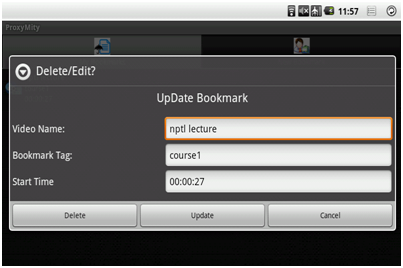 11:57
ProxyMity
Delete/Edit?
UpDate Bookmark
Video Name: nptl lecture
Bookmark Tag: course1
Start Time 00:00:27
Delete Update Cancel